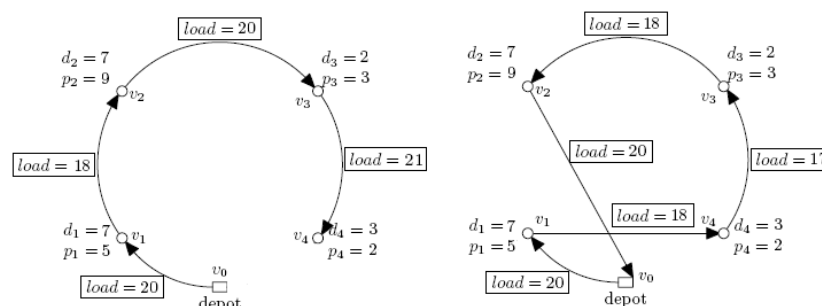 load = 20
d₂ = 7
p₂ = 9
v₂
d₃ = 2
p₃ = 3
v₃
load = 18
load = 21
d₁ = 7
p₁ = 5
v₁
v₄
d₄ = 3
p₄ = 2
load = 20
v₀
depot
load = 18
d₂ = 7
p₂ = 9
v₂
d₃ = 2
p₃ = 3
v₃
load = 20
load = 17
d₁ = 7
p₁ = 5
v₁
load = 18
v₄
d₄ = 3
p₄ = 2
load = 20
v₀
depot